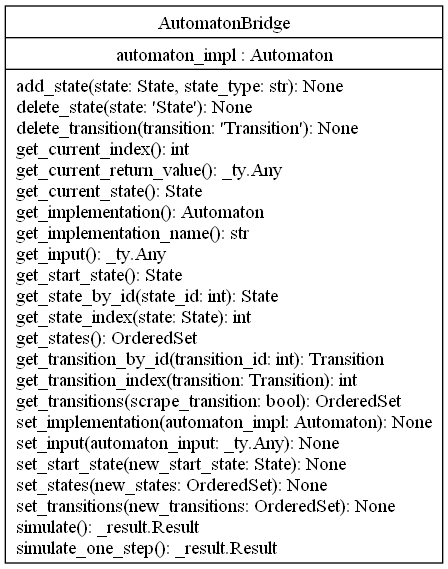 AutomatonBridge
automaton_impl : Automaton
add_state(state: State, state_type: str): None
delete_state(state: 'State'): None
delete_transition(transition: 'Transition'): None
get_current_index(): int
get_current_return_value(): _ty.Any
get_current_state(): State
get_implementation(): Automaton
get_implementation_name(): str
get_input(): _ty.Any
get_start_state(): State
get_state_by_id(state_id: int): State
get_state_index(state: State): int
get_states(): OrderedSet
get_transition_by_id(transition_id: int): Transition
get_transition_index(transition: Transition): int
get_transitions(scrape_transition: bool): OrderedSet
set_implementation(automaton_impl: Automaton): None
set_input(automaton_input: _ty.Any): None
set_start_state(new_start_state: State): None
set_states(new_states: OrderedSet): None
set_transitions(new_transitions: OrderedSet): None
simulate(): _result.Result
simulate_one_step(): _result.Result